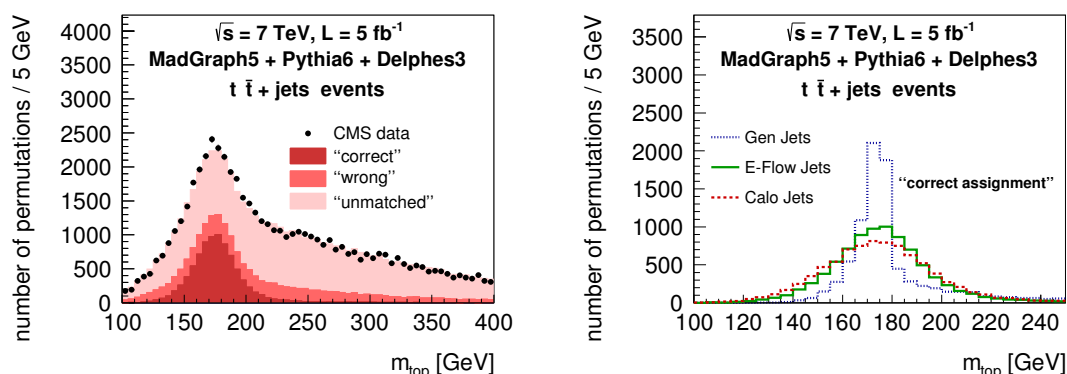 number of permutations / 5 GeV
4000
3500
3000
2500
2000
1500
1000
500
0
√s = 7 TeV, L = 5 fb⁻¹
MadGraph5 + Pythia6 + Delphes3
t t̄ + jets events
CMS data
“correct”
“wrong”
“unmatched”
100 150 200 250 300 350 400
m_top [GeV]
number of permutations / 5 GeV
3500
3000
2500
2000
1500
1000
500
0
√s = 7 TeV, L = 5 fb⁻¹
MadGraph5 + Pythia6 + Delphes3
t t̄ + jets events
Gen Jets
E-Flow Jets
Calo Jets
“correct assignment”
100 120 140 160 180 200 220 240
m_top [GeV]